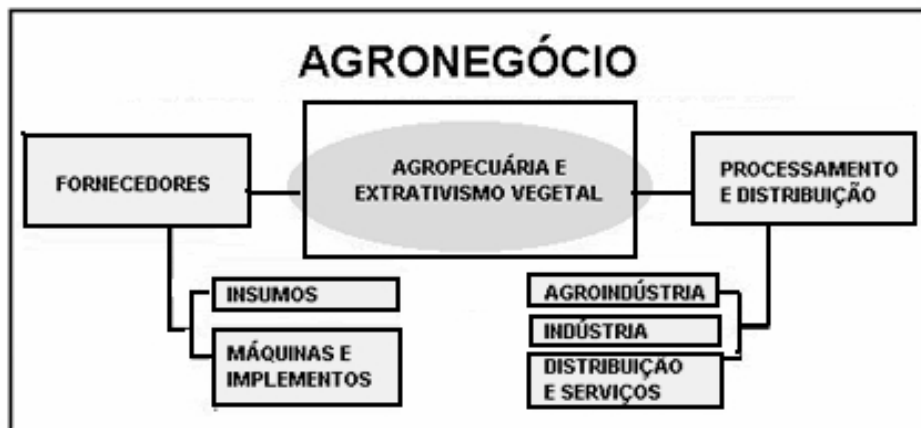 AGRONEGÓCIO
FORNECEDORES
AGROPECUÁRIA E
EXTRATIVISMO VEGETAL
PROCESSAMENTO
E DISTRIBUIÇÃO
INSUMOS
MÁQUINAS E
IMPLEMENTOS
AGROINDÚSTRIA
INDÚSTRIA
DISTRIBUIÇÃO
E SERVIÇOS